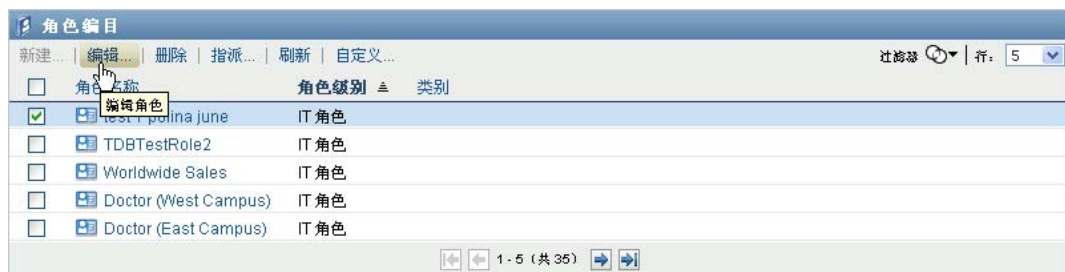 角色编目
新建... | 编辑... | 删除 | 指派... | 刷新 | 自定义... 过滤器 行: 5
角色名称 角色级别 类别
编辑角色
test 1 polina june IT 角色
TDBTestRole2 IT 角色
Worldwide Sales IT 角色
Doctor (West Campus) IT 角色
Doctor (East Campus) IT 角色
1 - 5 (共 35)